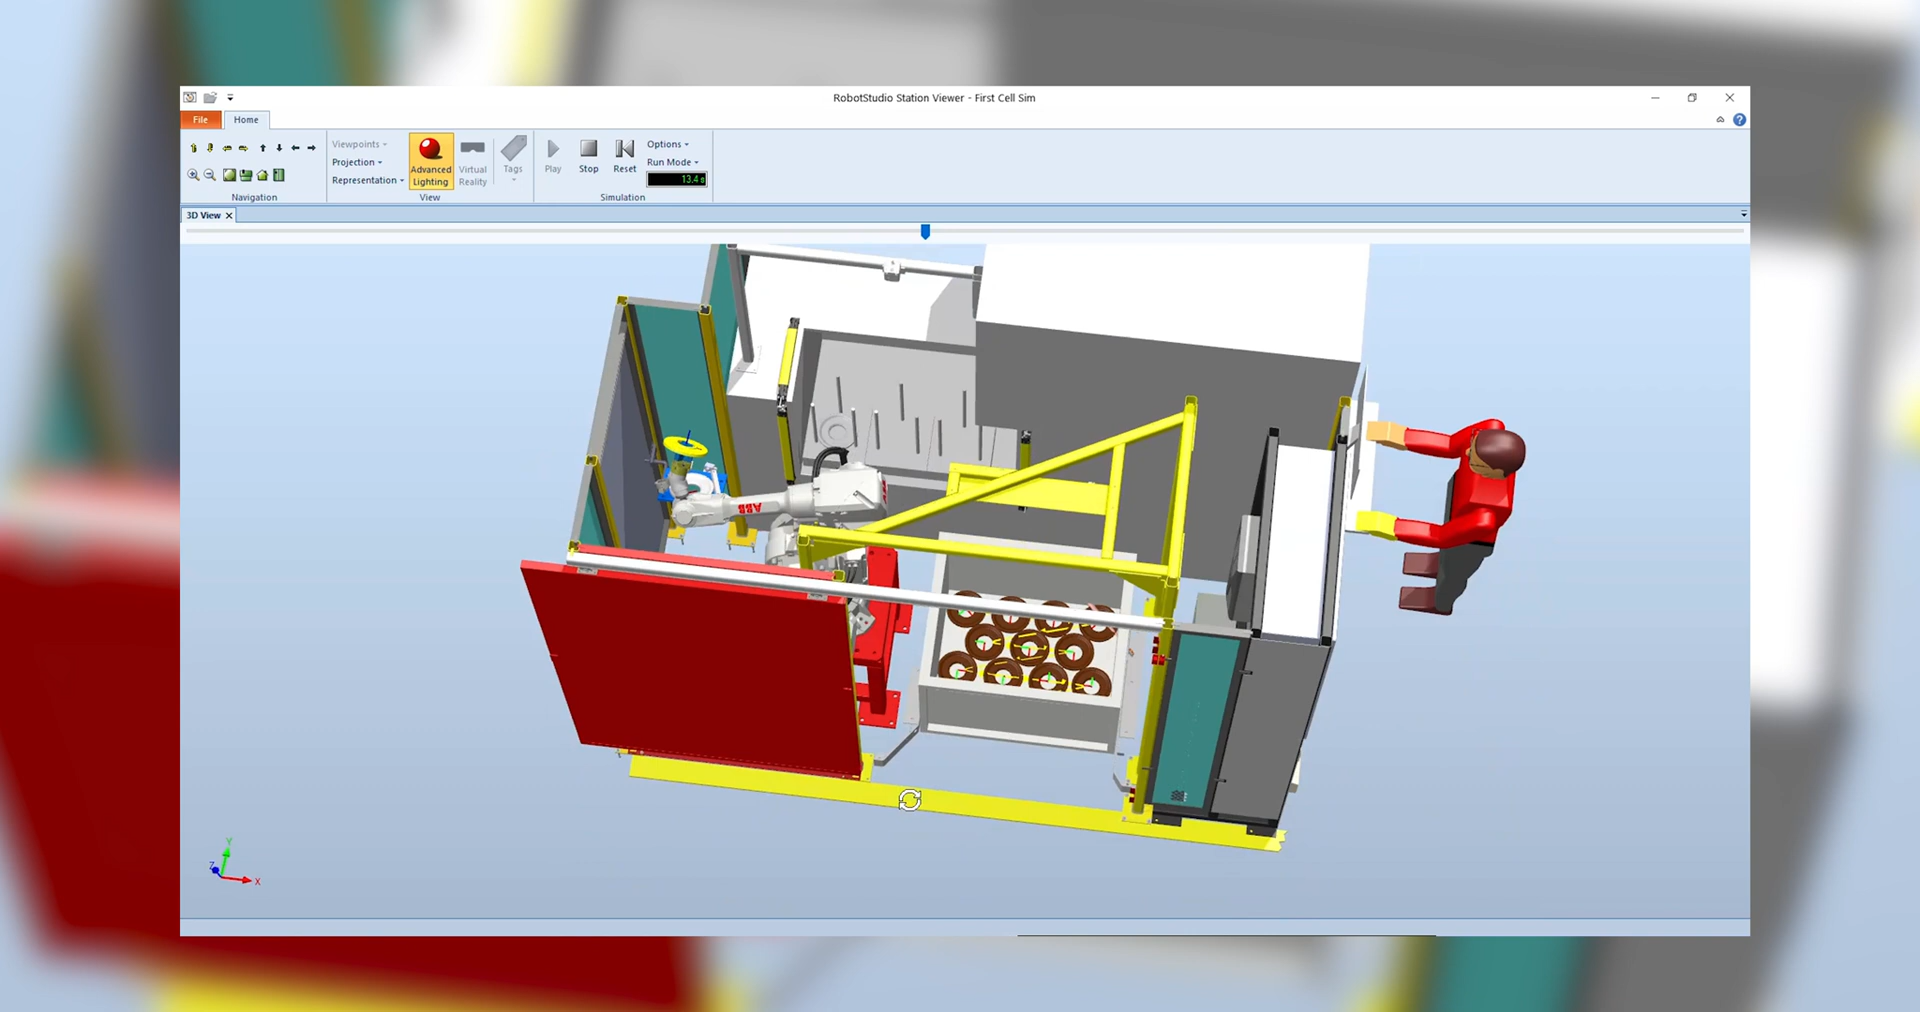 RobotStudio Station Viewer - First Cell Sim
File
Home
Viewpoints
Projection
Representation
Advanced
Lighting
Virtual
Reality
Tags
Play
Stop
Reset
Options
Run Mode
13.4 s
Navigation
View
Simulation
3D View
ABB
Y
Z
X